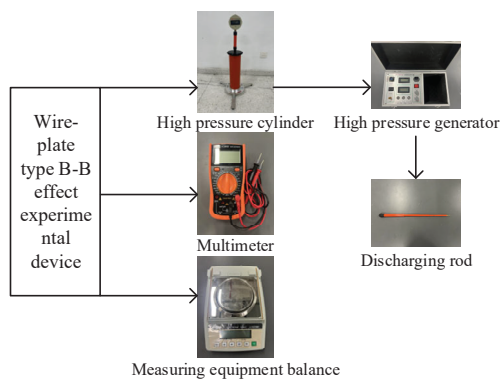 Wire-
plate
type B-B
effect
experime
ntal
device
High pressure cylinder
High pressure generator
Multimeter
Discharging rod
Measuring equipment balance